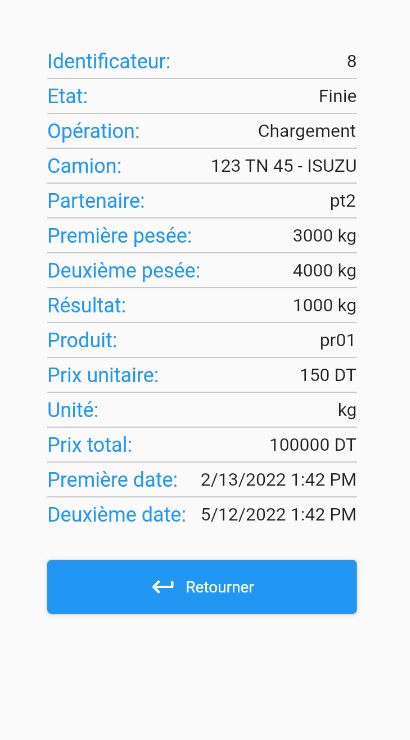 Identificateur: 8
Etat: Finie
Opération: Chargement
Camion: 123 TN 45 - ISUZU
Partenaire: pt2
Première pesée: 3000 kg
Deuxième pesée: 4000 kg
Résultat: 1000 kg
Produit: pr01
Prix unitaire: 150 DT
Unité: kg
Prix total: 100000 DT
Première date: 2/13/2022 1:42 PM
Deuxième date: 5/12/2022 1:42 PM
Retourner